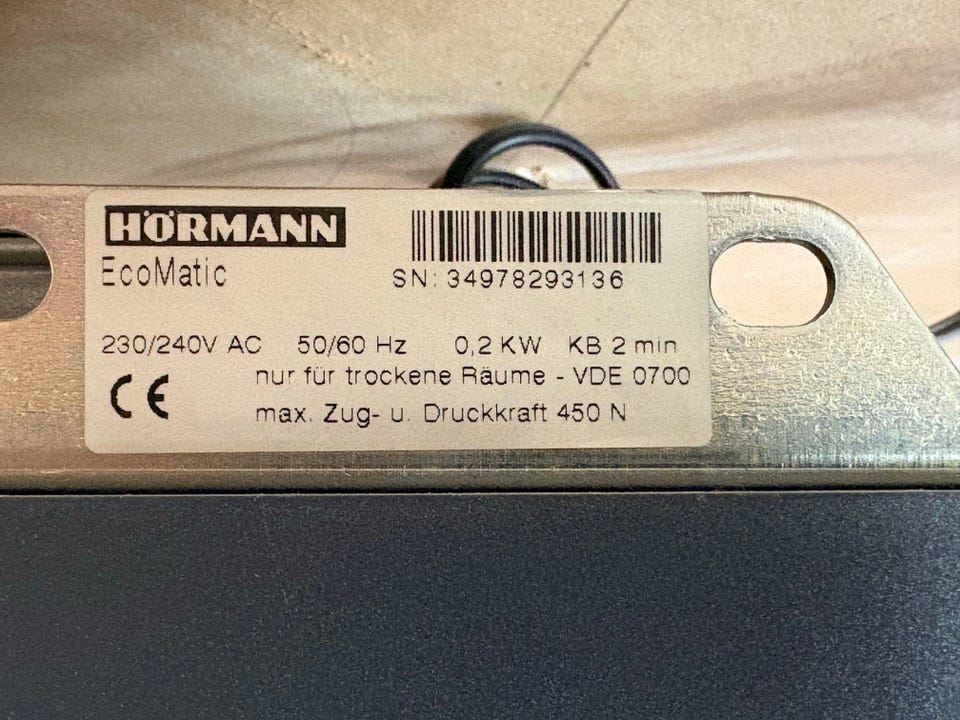 HÖRMANN
EcoMatic
SN: 34978293136
230/240V AC 50/60 Hz 0,2 KW KB 2 min
nur für trockene Räume - VDE 0700
CE
max. Zug- u. Druckkraft 450 N